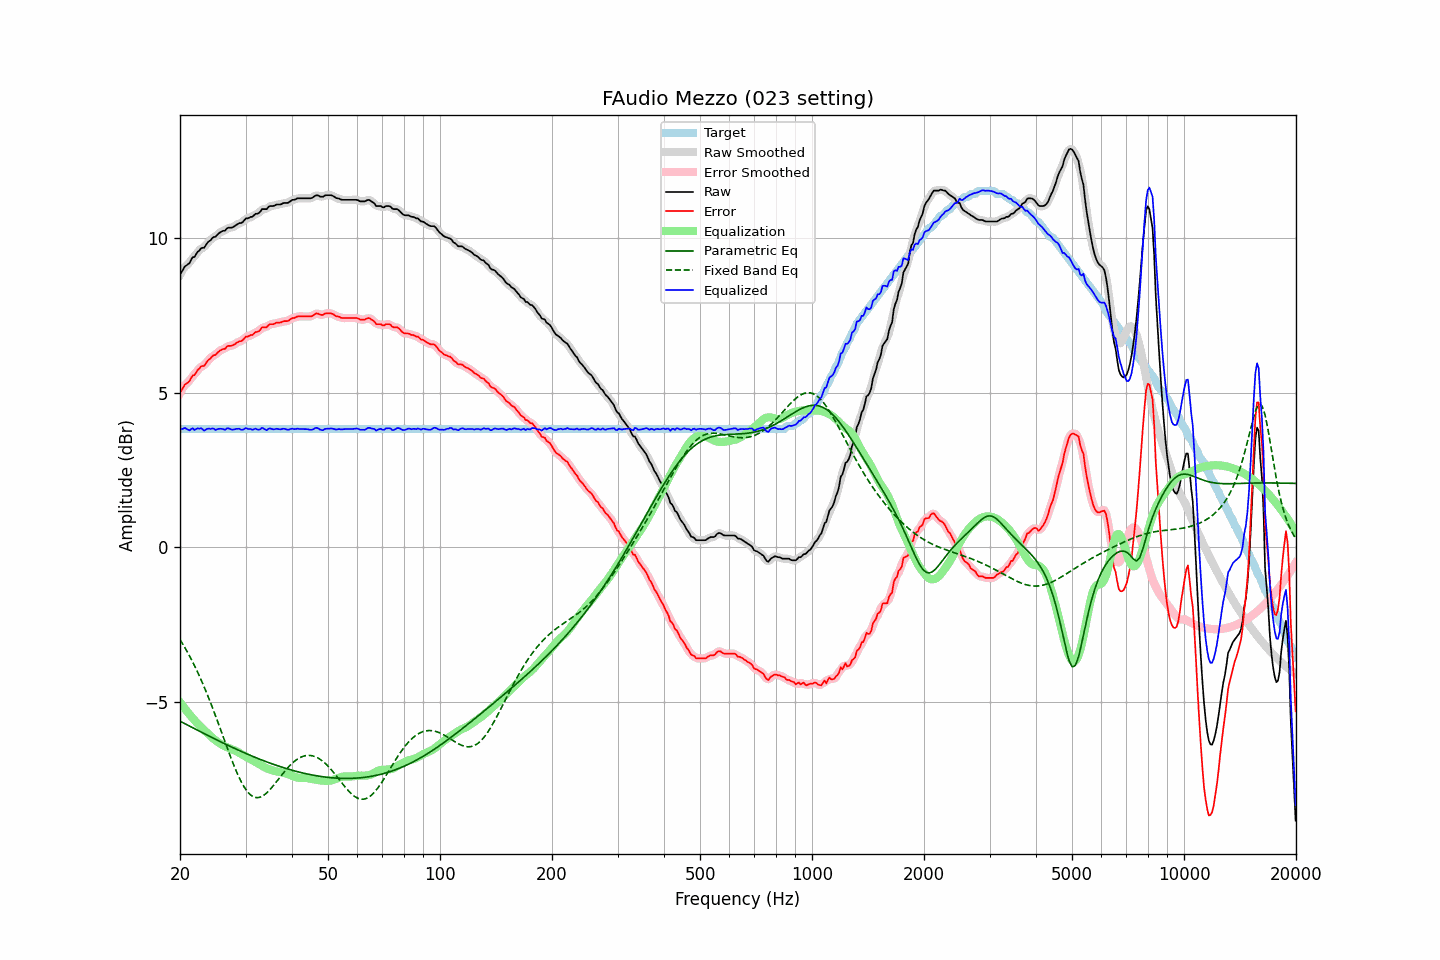 FAudio Mezzo (023 setting)
Target
Raw Smoothed
Error Smoothed
Raw
Error
Equalization
Parametric Eq
Fixed Band Eq
Equalized
Amplitude (dBr)
10
5
0
−5
20 50 100 200 500 1000 2000 5000 10000 20000
Frequency (Hz)